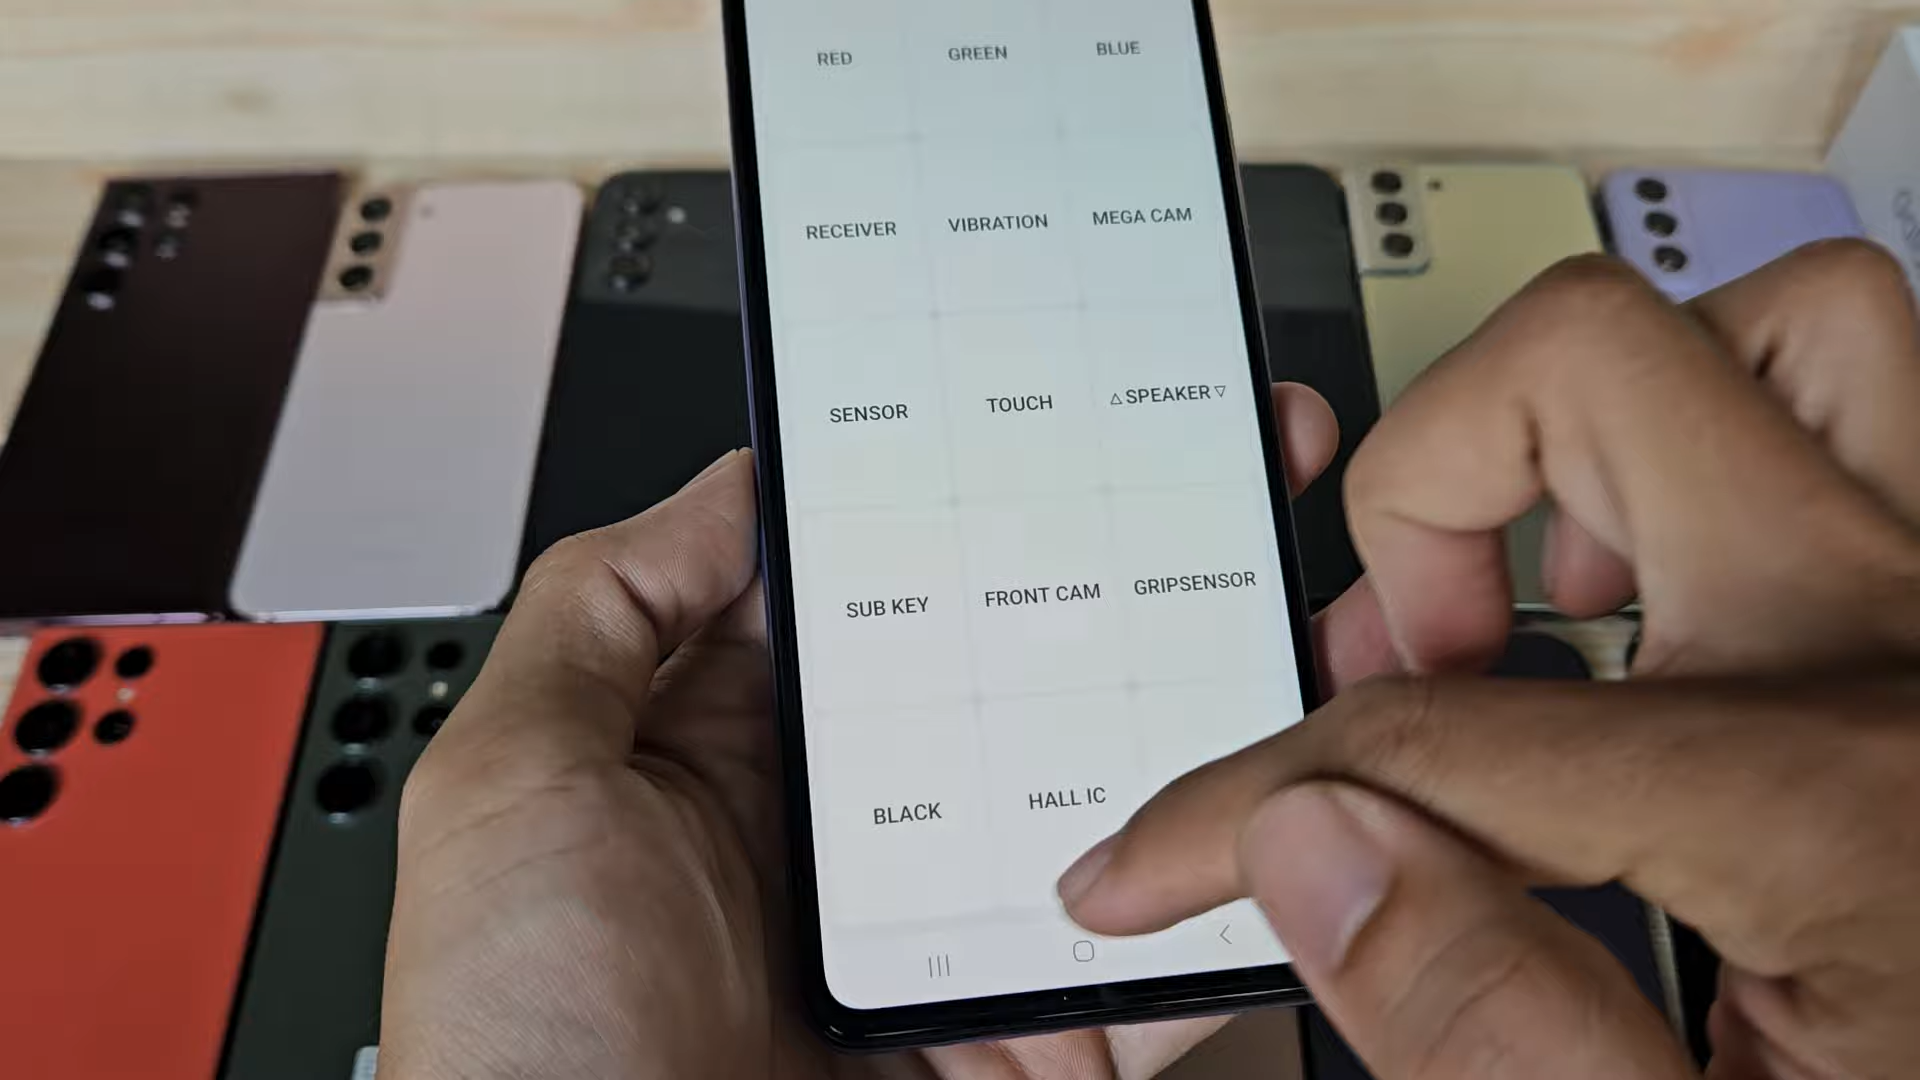 RED GREEN BLUE
RECEIVER VIBRATION MEGA CAM
SENSOR TOUCH △ SPEAKER ▽
SUB KEY FRONT CAM GRIPSENSOR
BLACK HALL IC